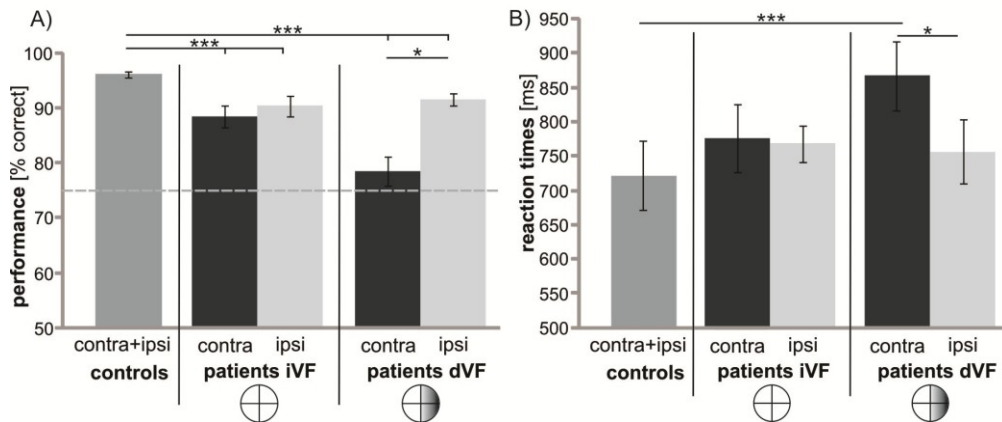 A)
***
***
*
performance [% correct]
100
90
80
70
60
50
contra+ipsi
contra
ipsi
contra
ipsi
controls
patients iVF
patients dVF
B)
***
*
reaction times [ms]
950
900
850
800
750
700
650
600
550
500
contra+ipsi
contra
ipsi
contra
ipsi
controls
patients iVF
patients dVF